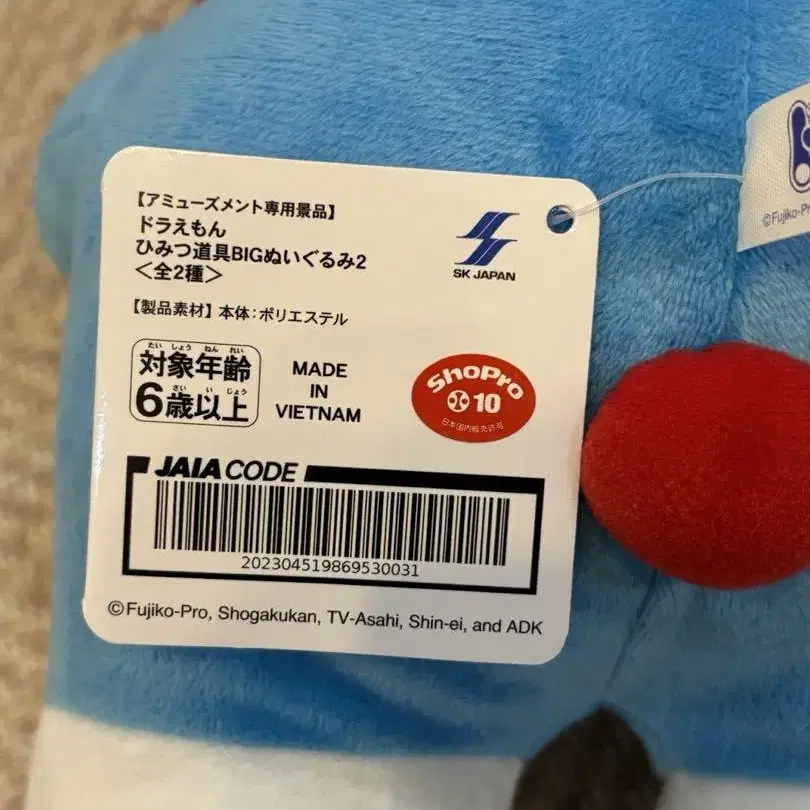 【アミューズメント専用景品】
ドラえもん
ひみつ道具BIGぬいぐるみ2
＜全2種＞
SK JAPAN
【製品素材】本体：ポリエステル
たいしょうねんれい
対象年齢
さいいじょう
6歳以上
MADE
IN
VIETNAM
ShoPro
10
日本国内販売許可
JAIA CODE
202304519869530031
©Fujiko-Pro, Shogakukan, TV-Asahi, Shin-ei, and ADK
©Fujiko-Pro